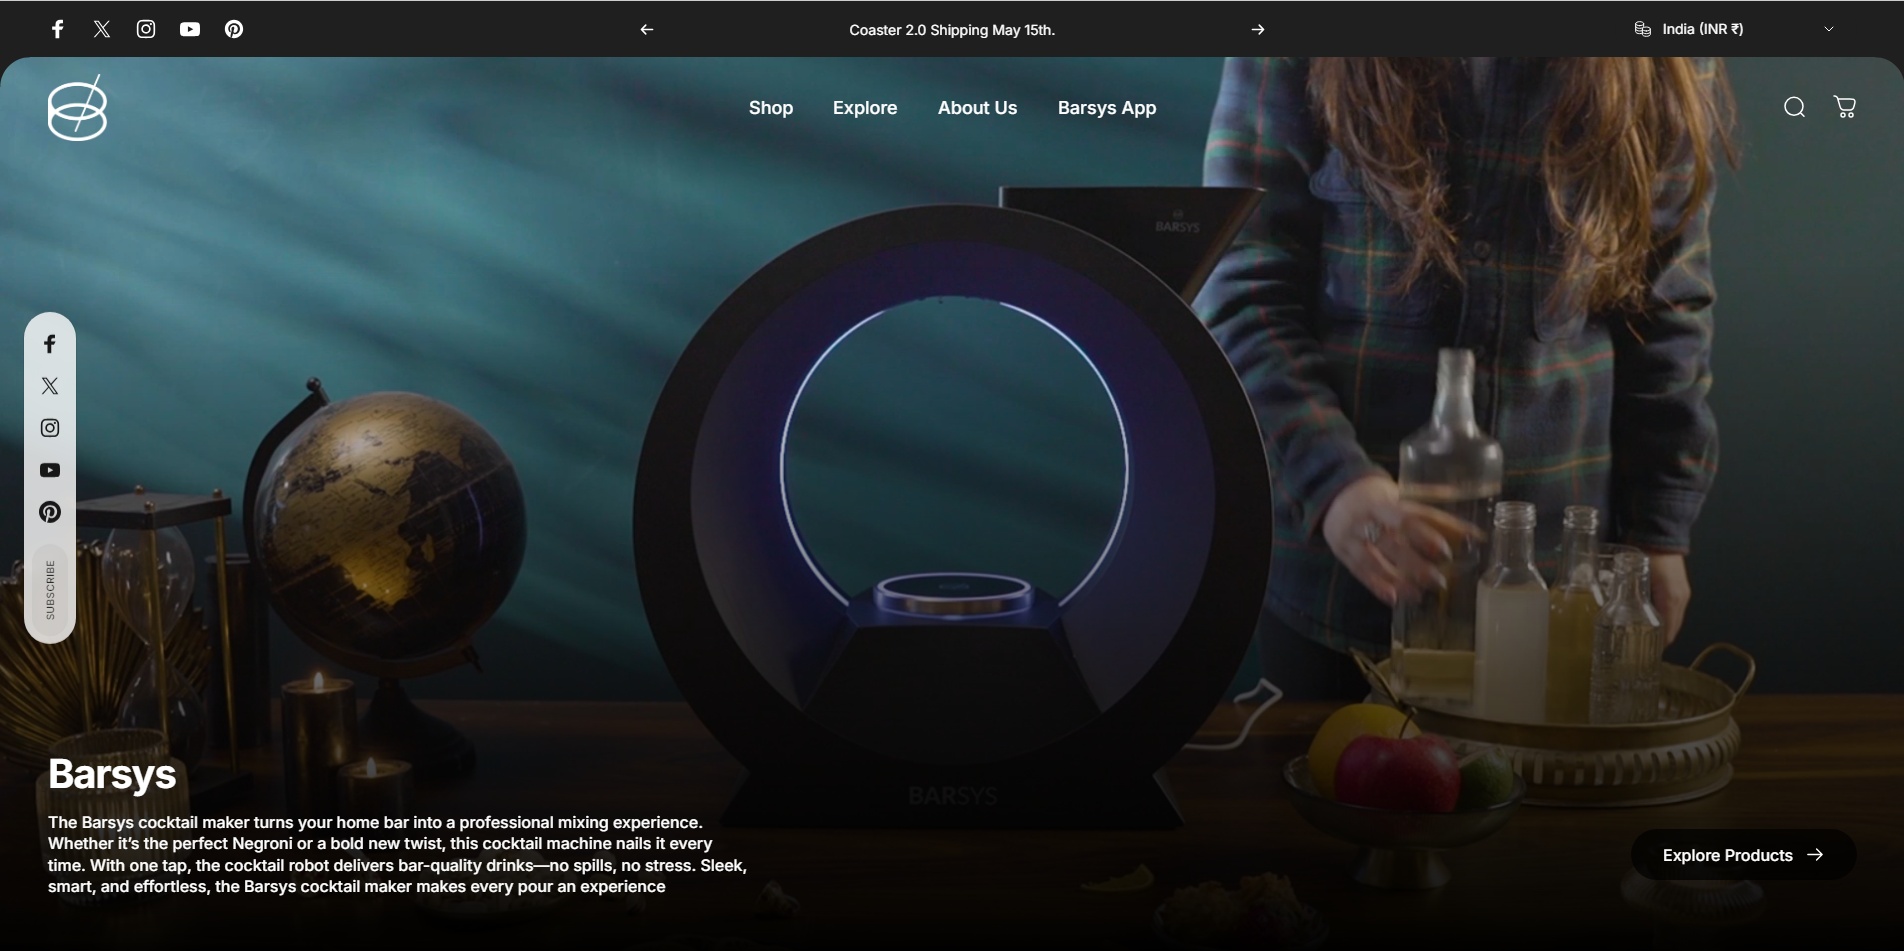 Coaster 2.0 Shipping May 15th.
India (INR ₹)
Shop
Explore
About Us
Barsys App
BARSYS
SUBSCRIBE
BARSYS
Barsys
The Barsys cocktail maker turns your home bar into a professional mixing experience.
Whether it’s the perfect Negroni or a bold new twist, this cocktail machine nails it every
time. With one tap, the cocktail robot delivers bar-quality drinks—no spills, no stress. Sleek,
smart, and effortless, the Barsys cocktail maker makes every pour an experience
Explore Products